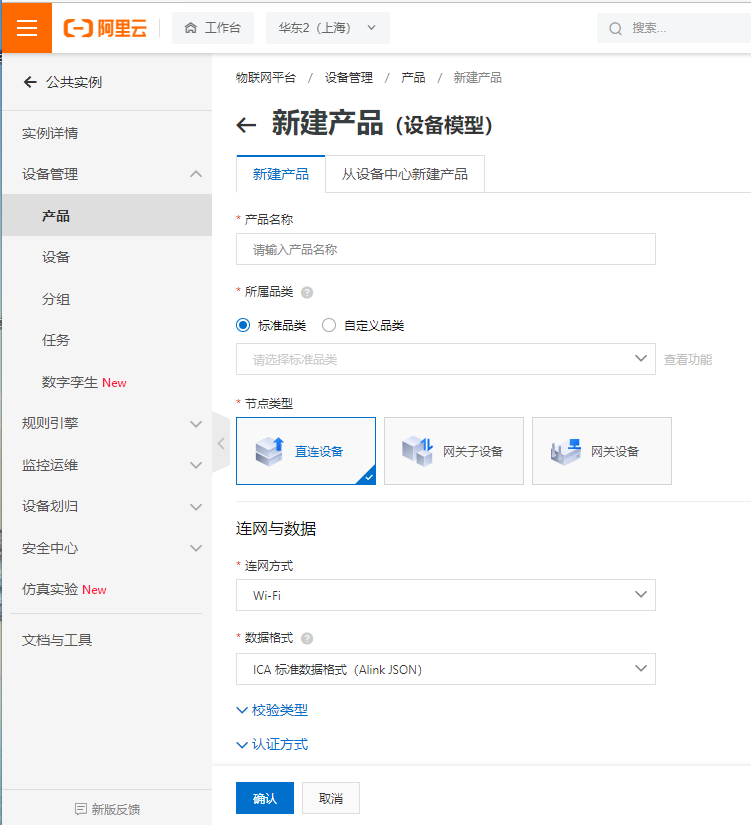 阿里云
工作台
华东2（上海）
搜索...
公共实例
实例详情
设备管理
产品
设备
分组
任务
数字孪生 New
规则引擎
监控运维
设备划归
安全中心
仿真实验 New
文档与工具
新版反馈
物联网平台 / 设备管理 / 产品 / 新建产品
新建产品（设备模型）
新建产品
从设备中心新建产品
* 产品名称
请输入产品名称
* 所属品类 ?
标准品类 自定义品类
请选择标准品类
查看功能
* 节点类型
直连设备
网关子设备
网关设备
连网与数据
* 连网方式
Wi-Fi
* 数据格式 ?
ICA 标准数据格式（Alink JSON）
校验类型
认证方式
确认
取消